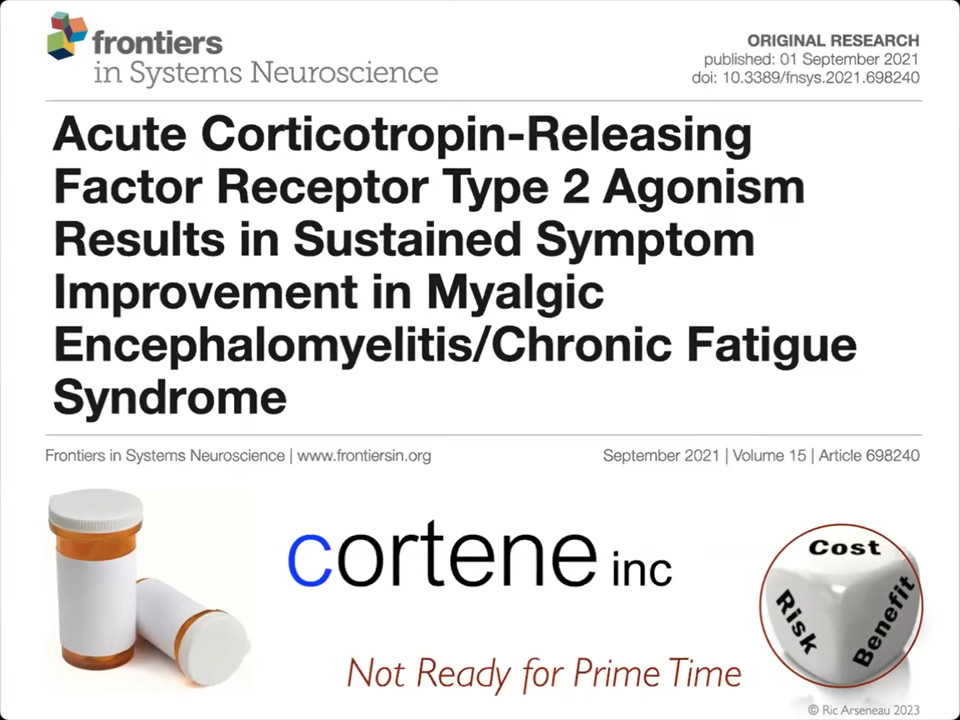 frontiers
in Systems Neuroscience
ORIGINAL RESEARCH
published: 01 September 2021
doi: 10.3389/fnsys.2021.698240
Acute Corticotropin-Releasing
Factor Receptor Type 2 Agonism
Results in Sustained Symptom
Improvement in Myalgic
Encephalomyelitis/Chronic Fatigue
Syndrome
Frontiers in Systems Neuroscience | www.frontiersin.org
September 2021 | Volume 15 | Article 698240
cortene inc
Cost
Risk
Benefit
Not Ready for Prime Time
© Ric Arseneau 2023